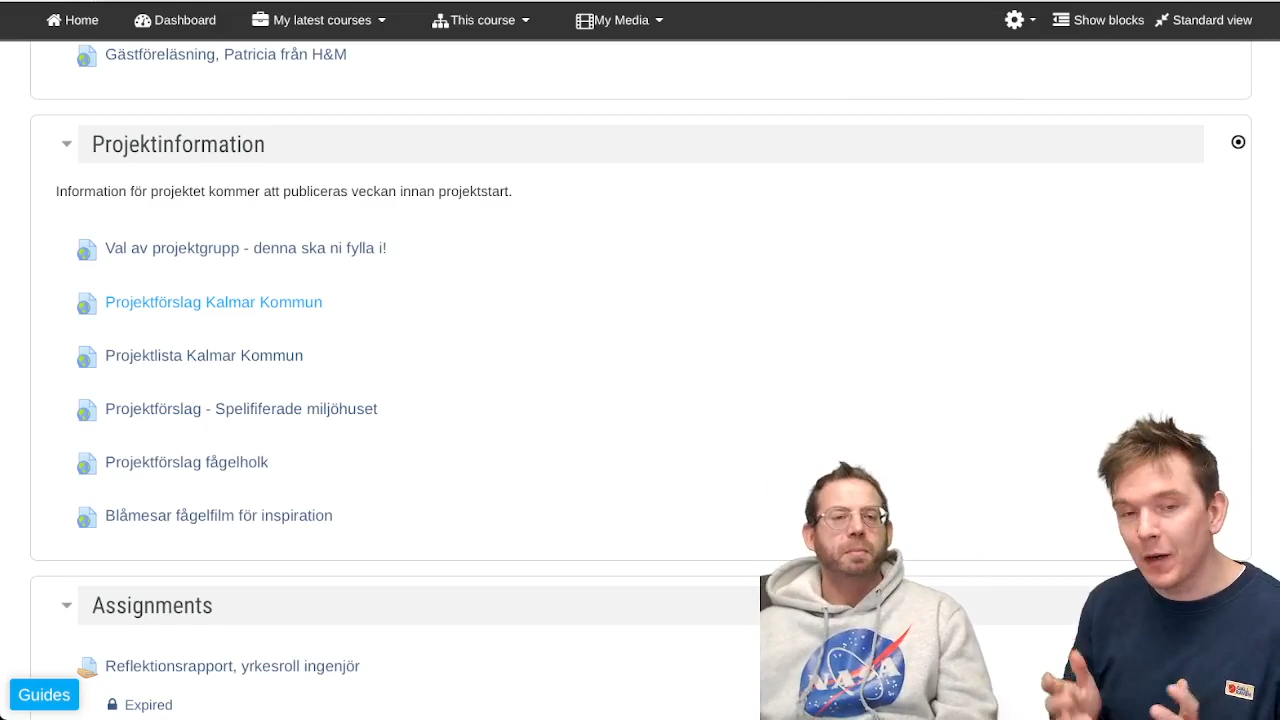 Home Dashboard My latest courses This course My Media Show blocks Standard view
Gästföreläsning, Patricia från H&M
Projektinformation
Information för projektet kommer att publiceras veckan innan projektstart.
Val av projektgrupp - denna ska ni fylla i!
Projektförslag Kalmar Kommun
Projektlista Kalmar Kommun
Projektförslag - Spelififerade miljöhuset
Projektförslag fågelholk
Blåmesar fågelfilm för inspiration
Assignments
Reflektionsrapport, yrkesroll ingenjör
Guides
Expired
NASA